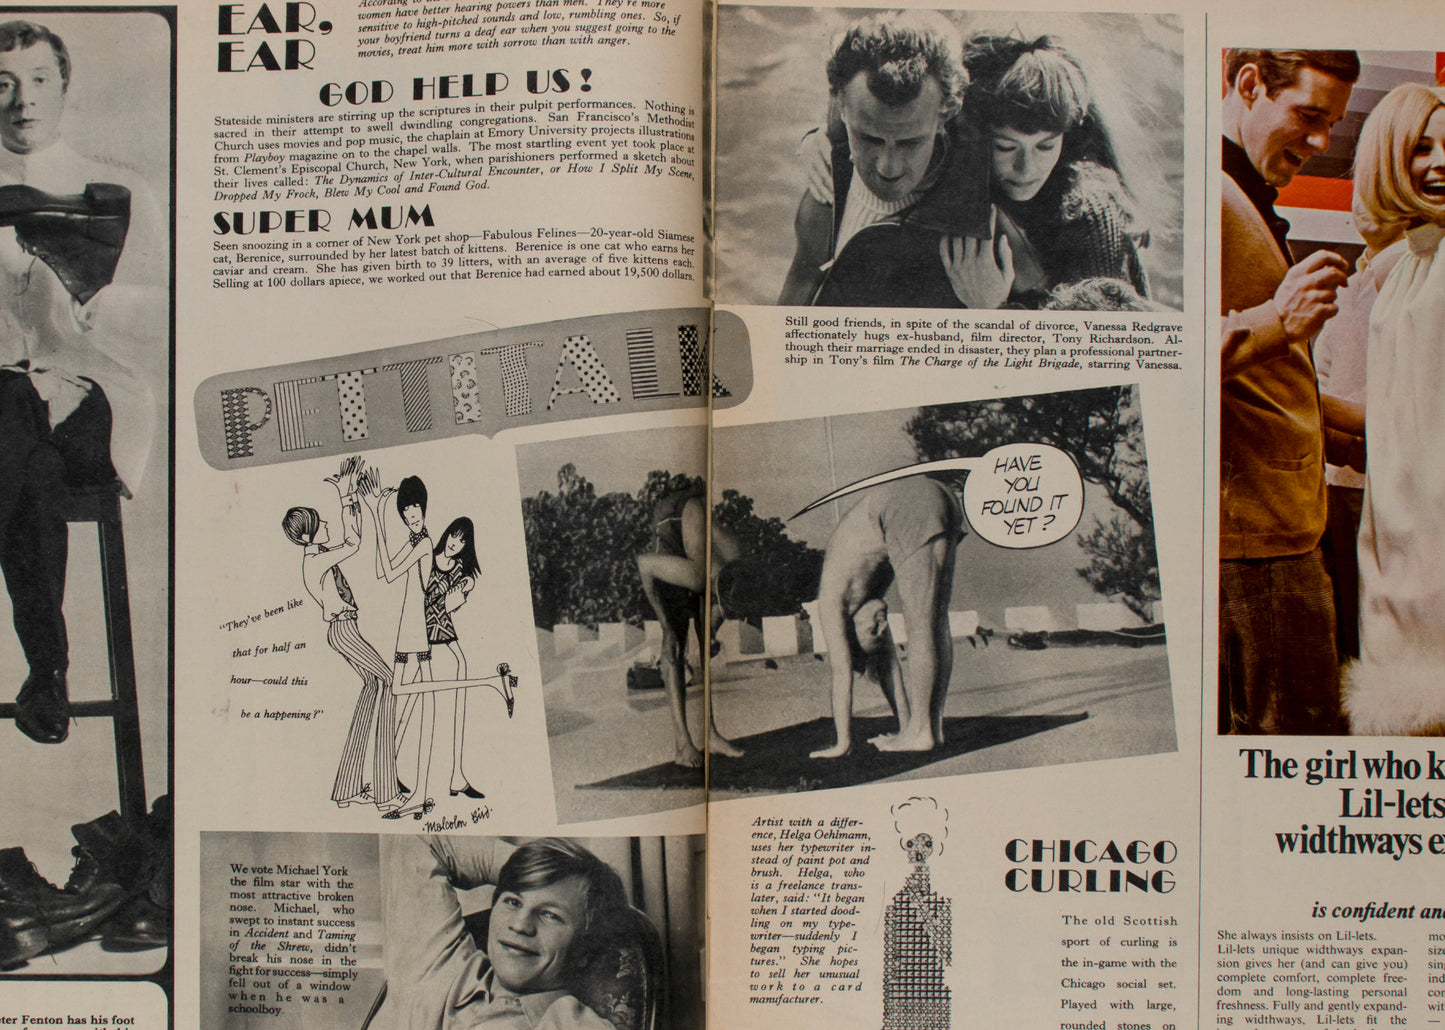 EAR,
EAR
According to
women have better hearing powers than men. They're more
sensitive to high-pitched sounds and low, rumbling ones. So, if
your boyfriend turns a deaf ear when you suggest going to the
movies, treat him more with sorrow than with anger.
GOD HELP US!
Stateside ministers are stirring up the scriptures in their pulpit performances. Nothing is
sacred in their attempt to swell dwindling congregations. San Francisco's Methodist
Church uses movies and pop music, the chaplain at Emory University projects illustrations
from Playboy magazine on to the chapel walls. The most startling event yet took place at
St. Clement's Episcopal Church, New York, when parishioners performed a sketch about
their lives called: The Dynamics of Inter-Cultural Encounter, or How I Split My Scene,
Dropped My Frock, Blew My Cool and Found God.
SUPER MUM
Seen snoozing in a corner of New York pet shop—Fabulous Felines—20-year-old Siamese
cat, Berenice, surrounded by her latest batch of kittens. Berenice is one cat who earns her
caviar and cream. She has given birth to 39 litters, with an average of five kittens each.
Selling at 100 dollars apiece, we worked out that Berenice had earned about 19,500 dollars.
PETTITALK
"They've been like
that for half an
hour—could this
be a happening?"
Malcolm Bird.
We vote Michael York
the film star with the
most attractive broken
nose. Michael, who
swept to instant success
in Accident and Taming
of the Shrew, didn't
break his nose in the
fight for success—simply
fell out of a window
when he was a
schoolboy.
eter Fenton has his foot
Still good friends, in spite of the scandal of divorce, Vanessa Redgrave
affectionately hugs ex-husband, film director, Tony Richardson. Al-
though their marriage ended in disaster, they plan a professional partner-
ship in Tony's film The Charge of the Light Brigade, starring Vanessa.
HAVE
YOU
FOUND IT
YET?
Artist with a differ-
ence, Helga Oehlmann,
uses her typewriter in-
stead of paint pot and
brush. Helga, who
is a freelance trans-
lator, said: "It began
when I started dood-
ling on my type-
writer—suddenly I
began typing pic-
tures." She hopes
to sell her unusual
work to a card
manufacturer.
CHICAGO
CURLING
The old Scottish
sport of curling is
the in-game with the
Chicago social set.
Played with large,
rounded stones on
The girl who k
Lil-lets
widthways e
is confident and
She always insists on Lil-lets.
Lil-lets unique widthways expan-
sion gives her (and can give you)
complete comfort, complete free-
dom and long-lasting personal
freshness. Fully and gently expand-
ing widthways, Lil-lets fit the
mo
size
sin
ind
cor
wit
—